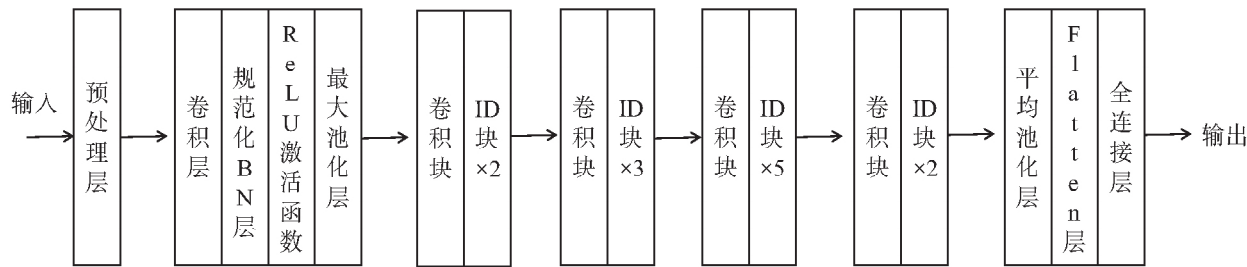 输入
预处理层
卷积层
规范化BN层
ReLU激活函数
最大池化层
卷积块
ID块×2
卷积块
ID块×3
卷积块
ID块×5
卷积块
ID块×2
平均池化层
Flatten层
全连接层
输出